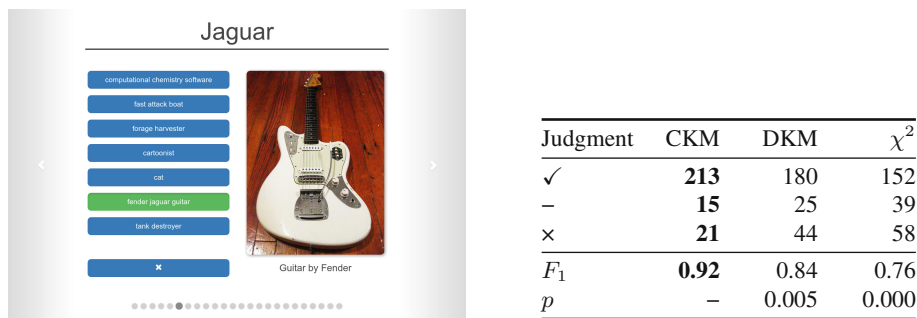 Jaguar
computational chemistry software
fast attack boat
forage harvester
cartoonist
cat
fender jaguar guitar
tank destroyer
×
Guitar by Fender
Judgment CKM DKM χ²
✓ 213 180 152
– 15 25 39
× 21 44 58
F₁ 0.92 0.84 0.76
p – 0.005 0.000